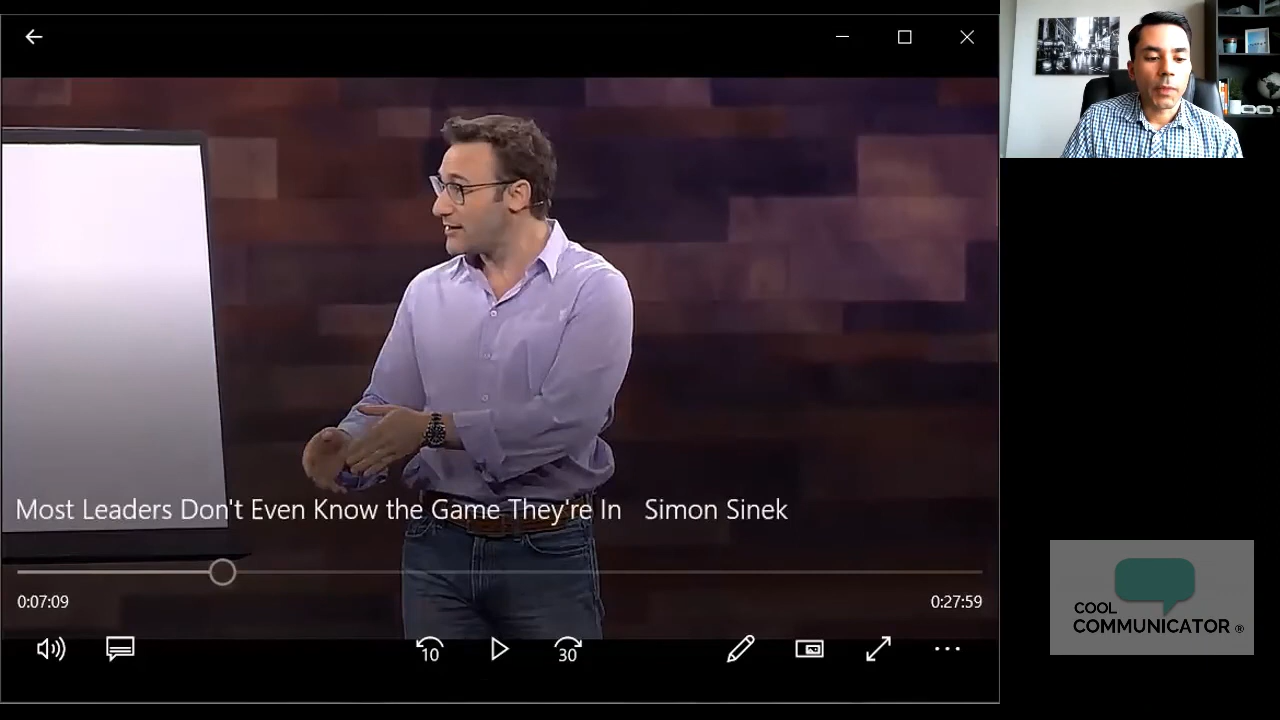 Most Leaders Don't Even Know the Game They're In   Simon Sinek
0:07:09
0:27:59
10
30
COOL
COMMUNICATOR ®